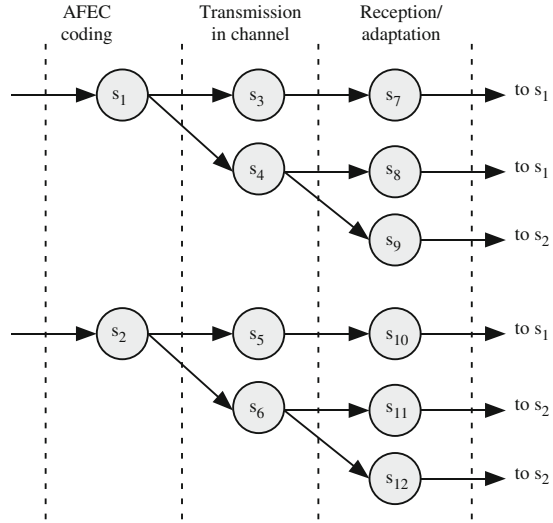 AFEC
coding
Transmission
in channel
Reception/
adaptation
s1
s3
s7
to s1
s4
s8
to s1
s9
to s2
s2
s5
s10
to s1
s6
s11
to s2
s12
to s2